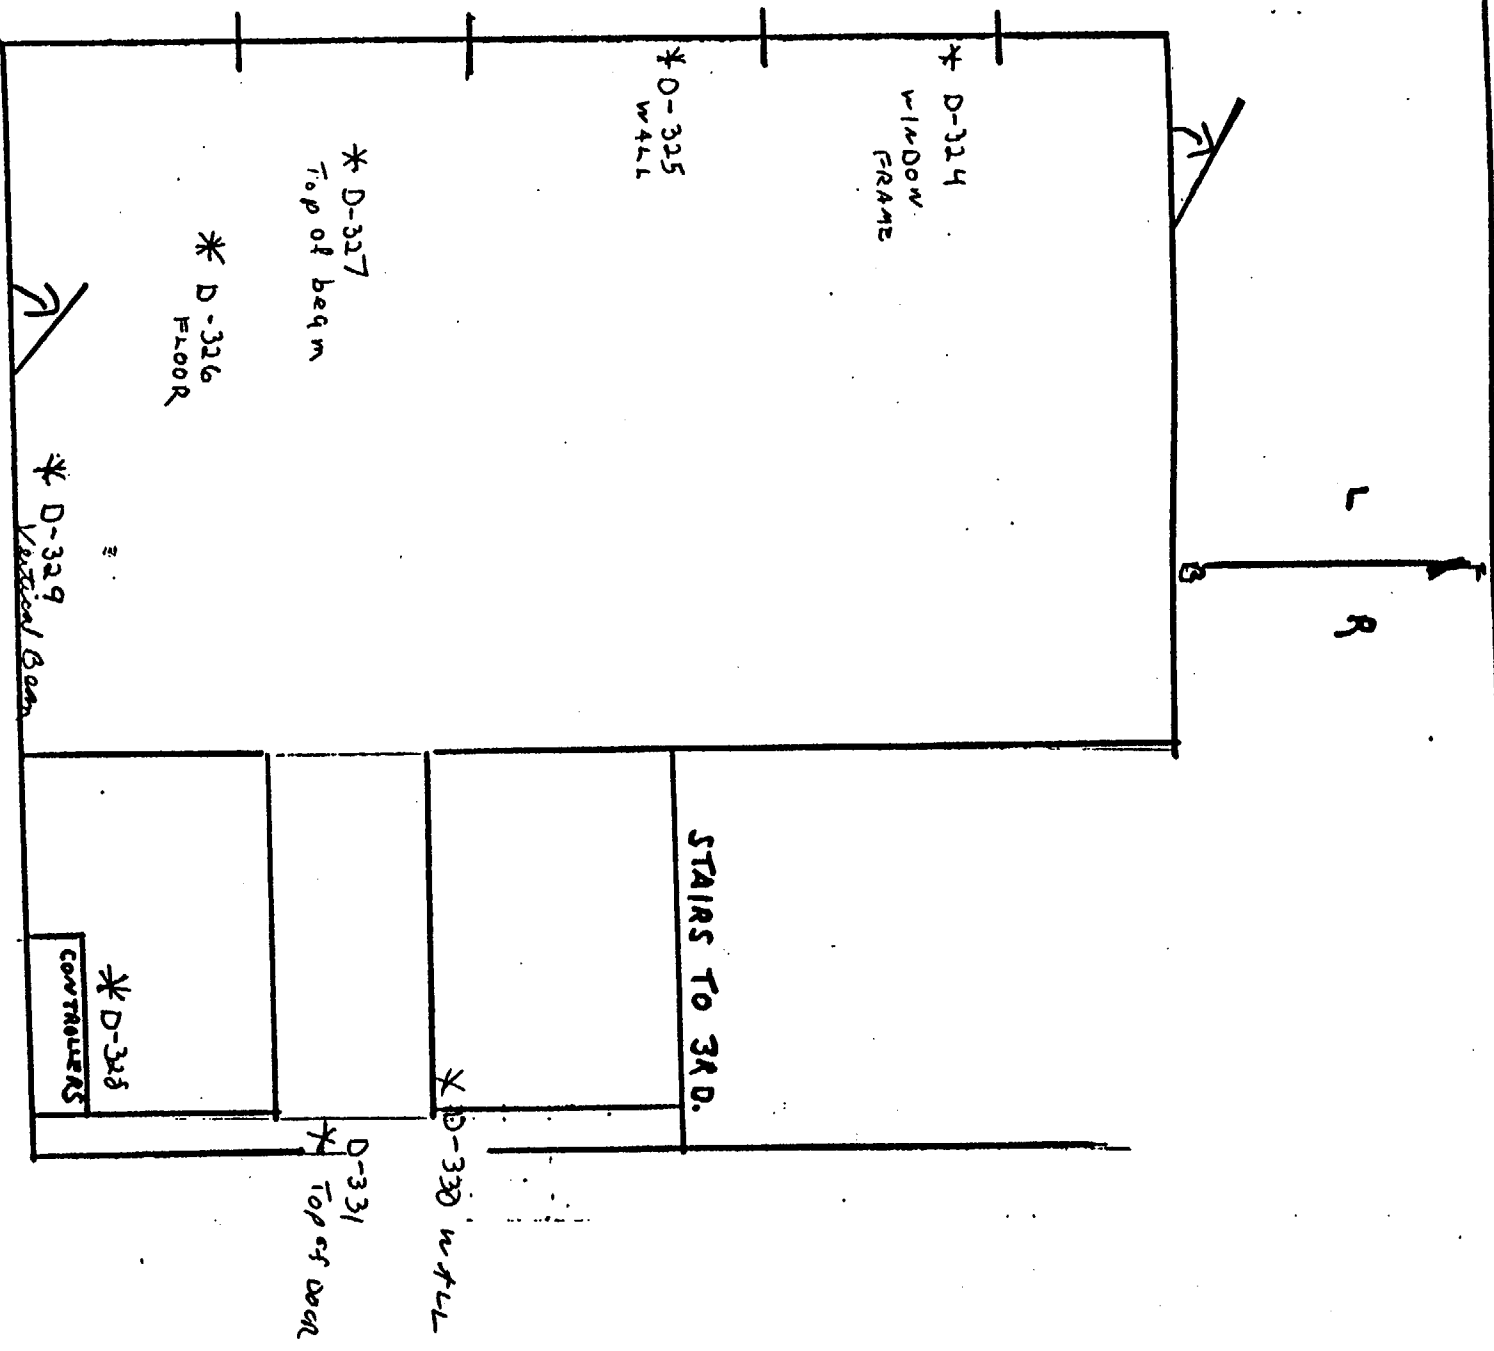 L
R
B
F
* D-324
WINDOW
FRAME
* D-325
WALL
* D-327
Top of beam
* D-326
FLOOR
* D-329
Vertical Bam
STAIRS TO 3RD.
* D-330 WALL
* D-331
Top of DOOR
* D-328
CONTROLLERS